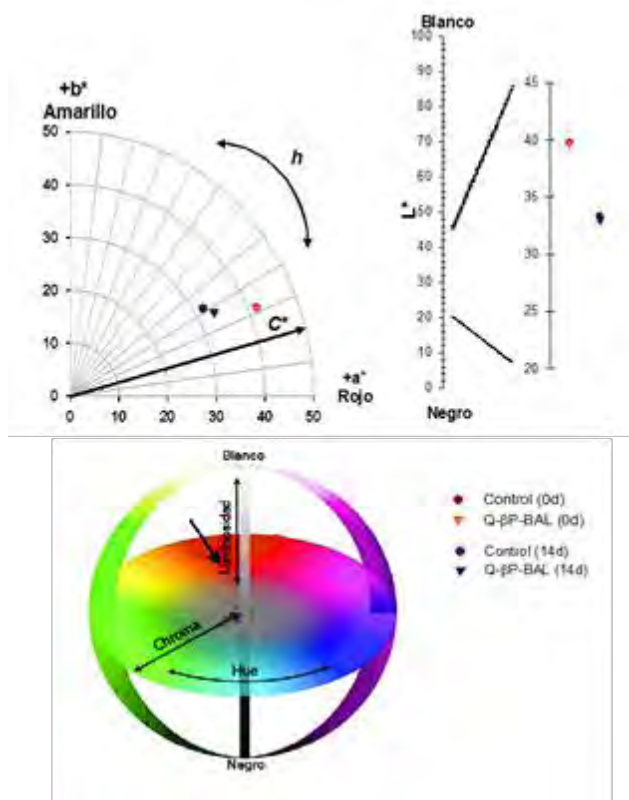 +b*
Amarillo
50
40
30
20
10
0
0 10 20 30 40 50
h
C*
+a*
Rojo
Blanco
100
90
80
70
60
50
40
30
20
10
0
L*
Negro
45
40
35
33
25
20
Blanco
Luminosidad
Chroma
Hue
Negro
Control (0d)
Q-βP-BAL (0d)
Control (14d)
Q-βP-BAL (14d)